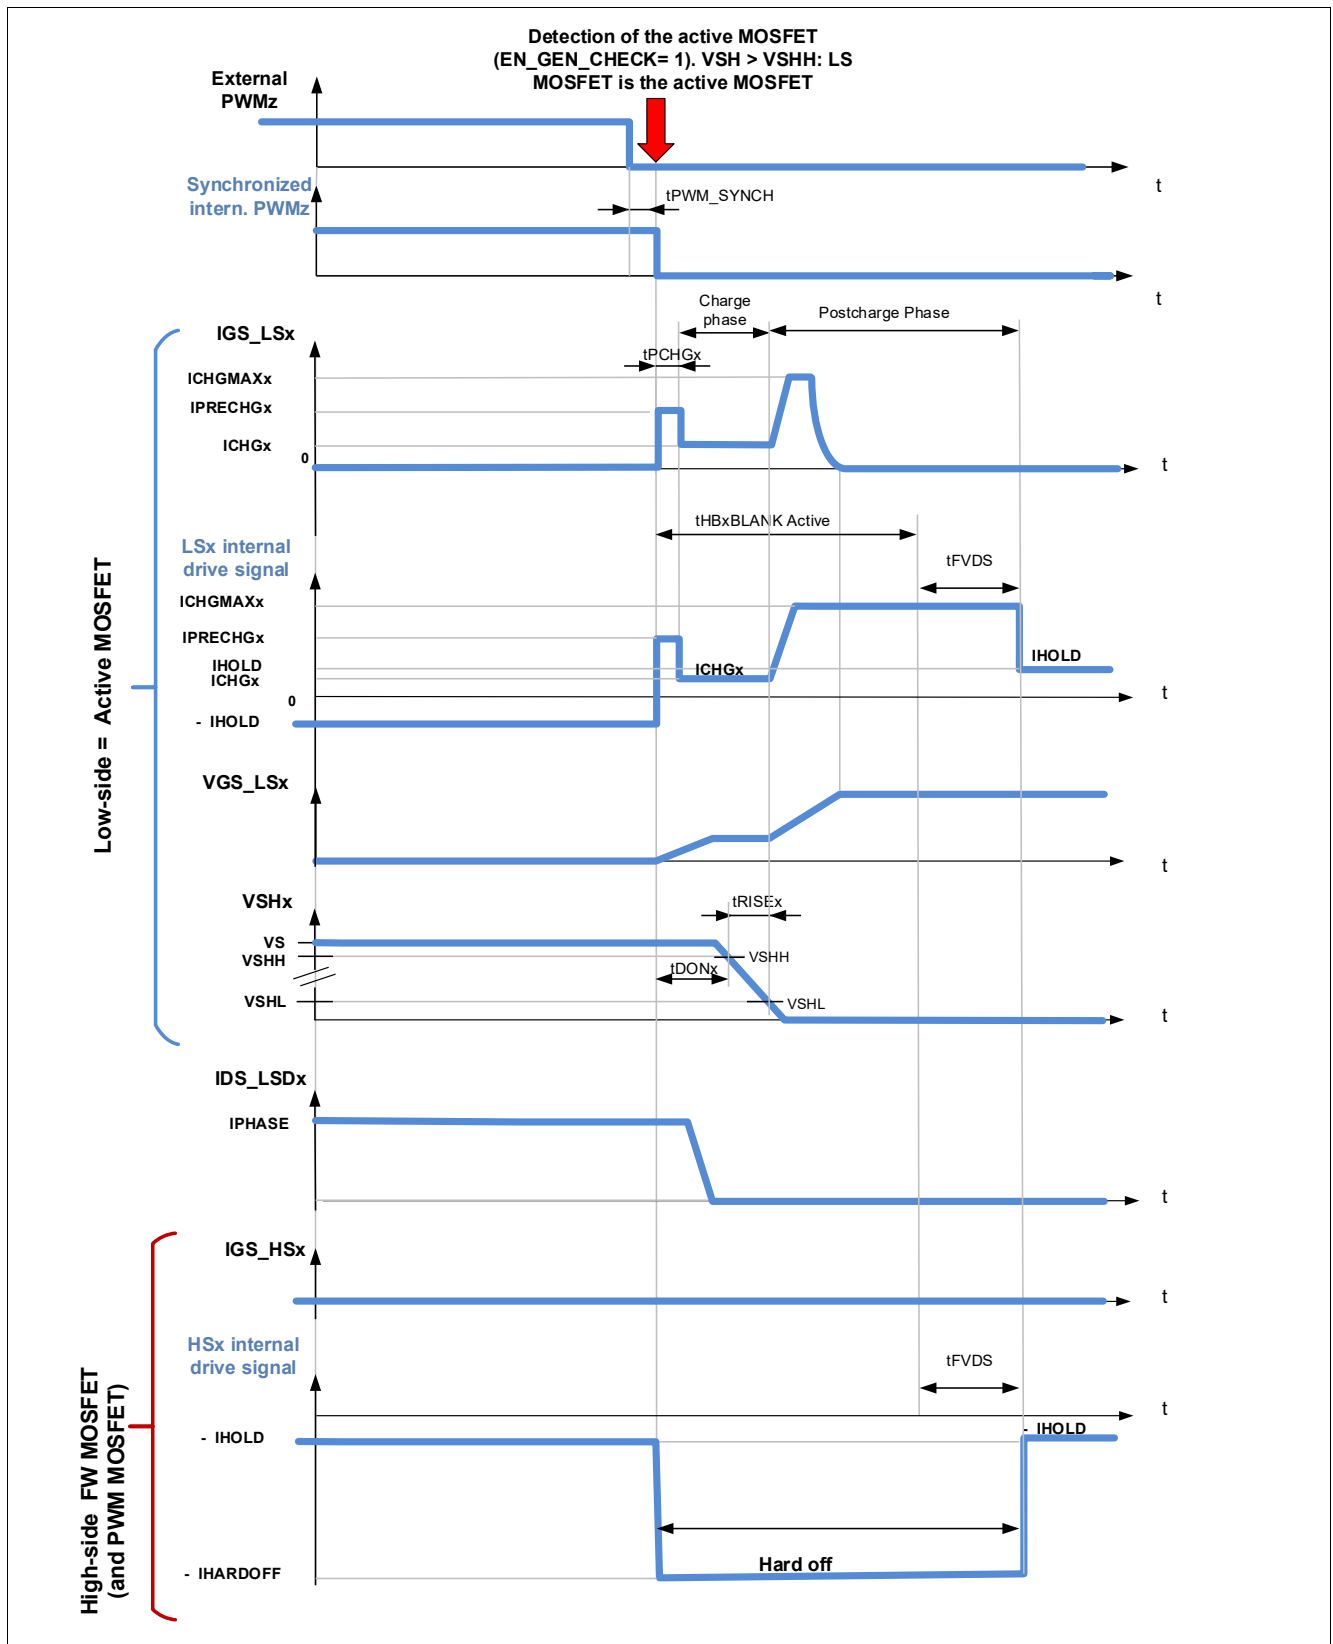 Detection of the active MOSFET
(EN_GEN_CHECK= 1). VSH > VSHH: LS
MOSFET is the active MOSFET
External
PWMz
t
Synchronized
intern. PWMz
tPWM_SYNCH
t
Charge
phase
Postcharge Phase
IGS_LSx
tPCHGx
ICHGMAXx
IPRECHGx
ICHGx
0
t
tHBxBLANK Active
LSx internal
drive signal
tFVDS
ICHGMAXx
IPRECHGx
IHOLD
ICHGx
ICHGx
IHOLD
0
t
- IHOLD
VGS_LSx
t
VSHx
tRISEx
VS
VSHH
VSHH
tDONx
VSHL
VSHL
t
Low-side = Active MOSFET
IDS_LSDx
IPHASE
t
IGS_HSx
t
HSx internal
drive signal
tFVDS
t
- IHOLD
- IHOLD
Hard off
- IHARDOFF
High-side FW MOSFET
(and PWM MOSFET)